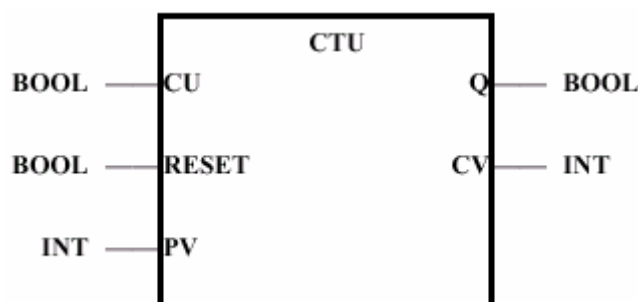 CTU
BOOL CU Q BOOL
BOOL RESET CV INT
INT PV